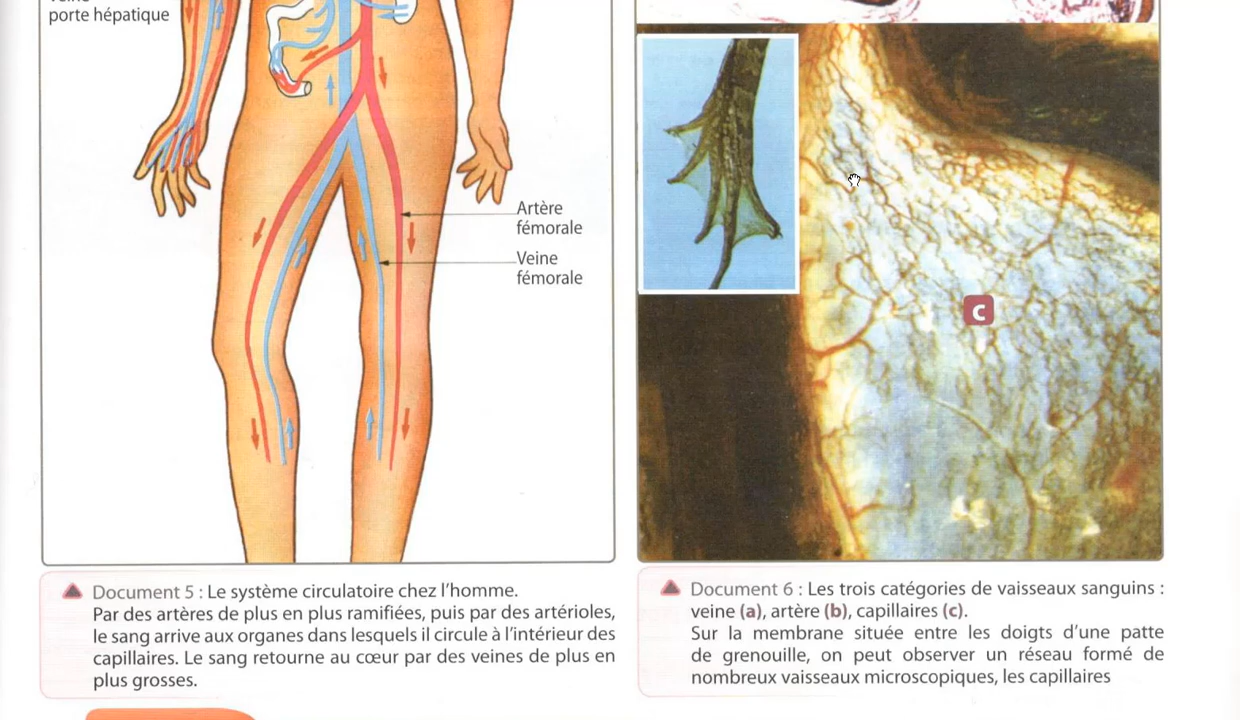 porte hépatique
Artère
fémorale
Veine
fémorale
c
Document 5 : Le système circulatoire chez l'homme.
Par des artères de plus en plus ramifiées, puis par des artérioles,
le sang arrive aux organes dans lesquels il circule à l'intérieur des
capillaires. Le sang retourne au cœur par des veines de plus en
plus grosses.
Document 6 : Les trois catégories de vaisseaux sanguins :
veine (a), artère (b), capillaires (c).
Sur la membrane située entre les doigts d'une patte
de grenouille, on peut observer un réseau formé de
nombreux vaisseaux microscopiques, les capillaires